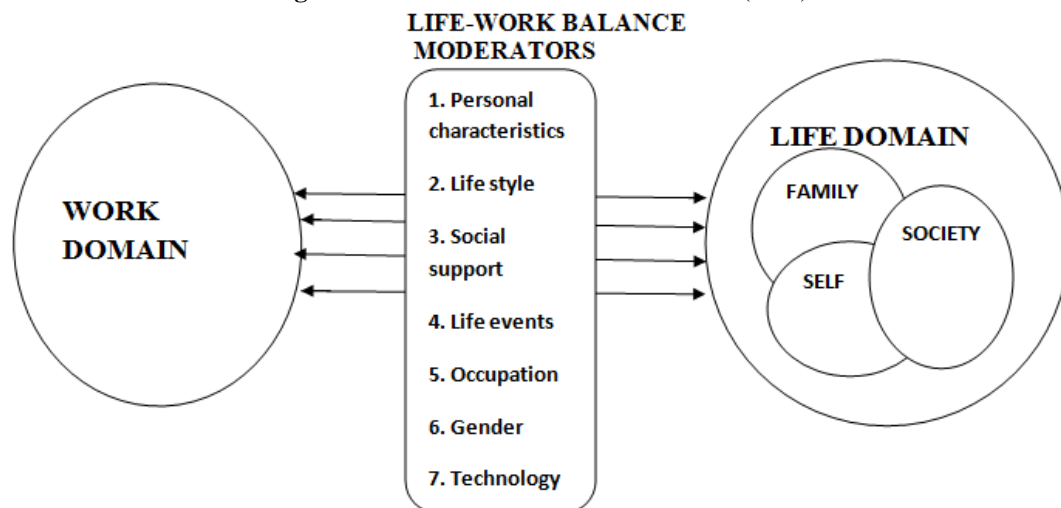 LIFE-WORK BALANCE
MODERATORS
1. Personal
characteristics
2. Life style
3. Social
support
4. Life events
5. Occupation
6. Gender
7. Technology
WORK
DOMAIN
LIFE DOMAIN
FAMILY
SOCIETY
SELF